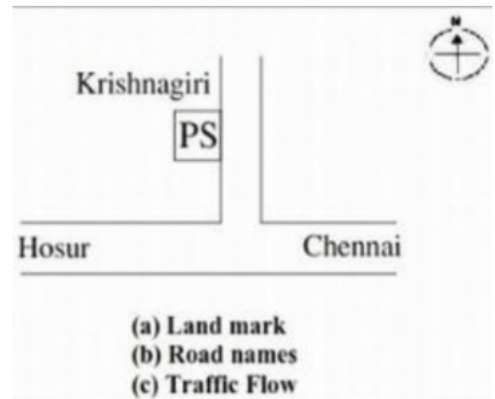 N
Krishnagiri
PS
Hosur
Chennai
(a) Land mark
(b) Road names
(c) Traffic Flow